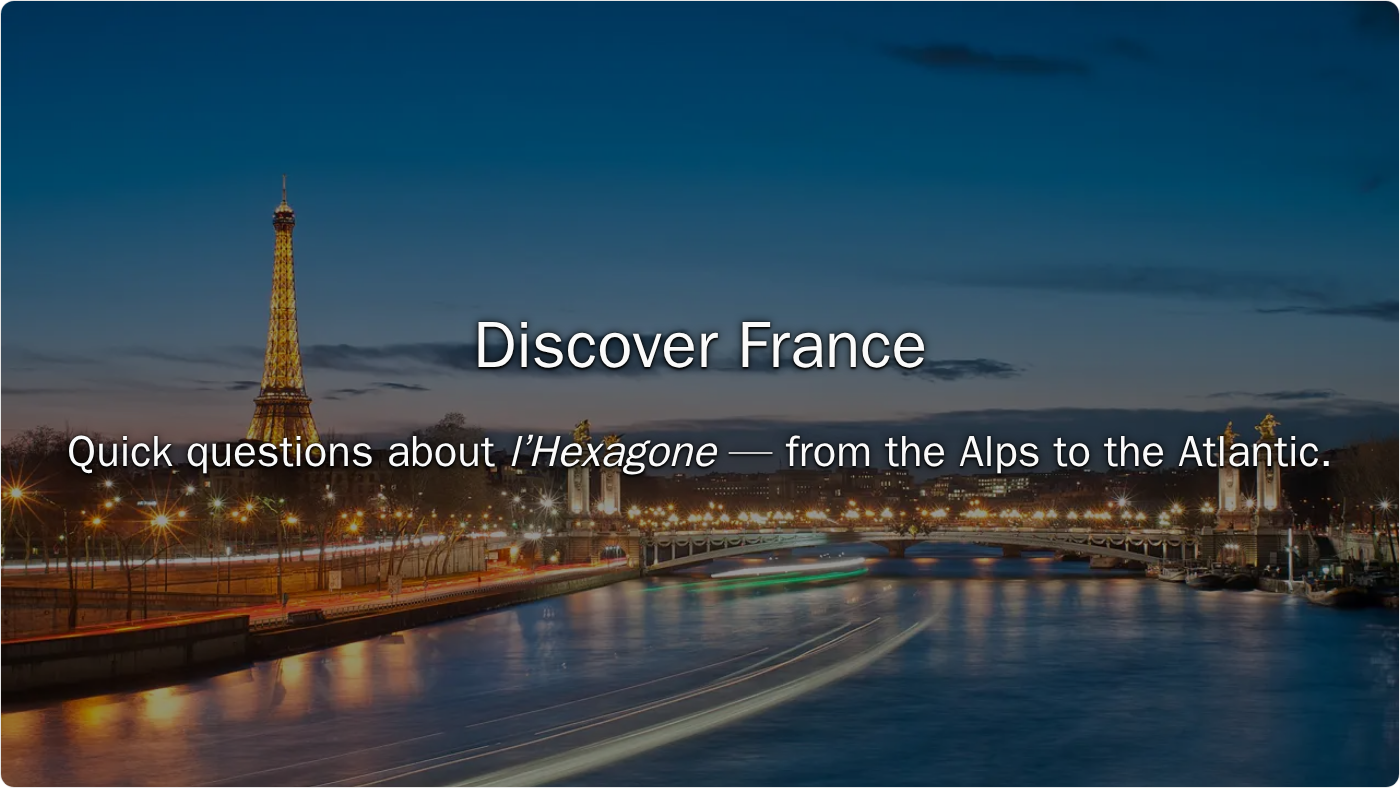 Discover France
Quick questions about l’Hexagone — from the Alps to the Atlantic.